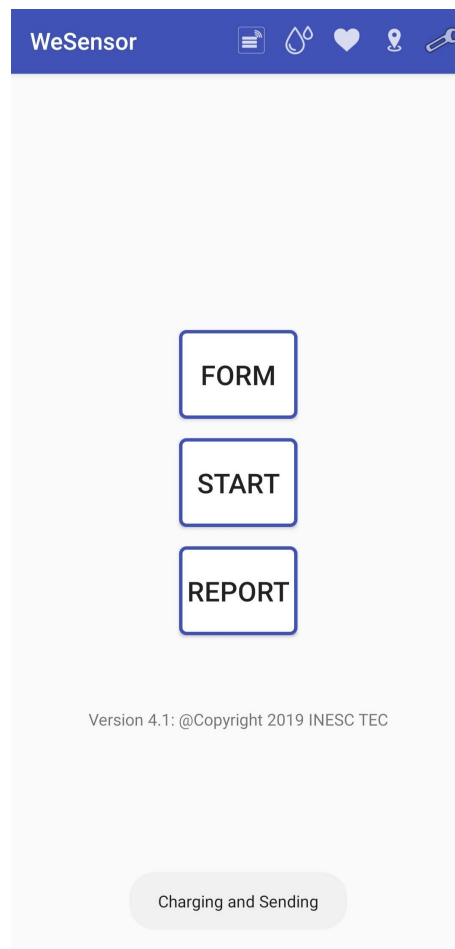 WeSensor
FORM
START
REPORT
Version 4.1: @Copyright 2019 INESC TEC
Charging and Sending